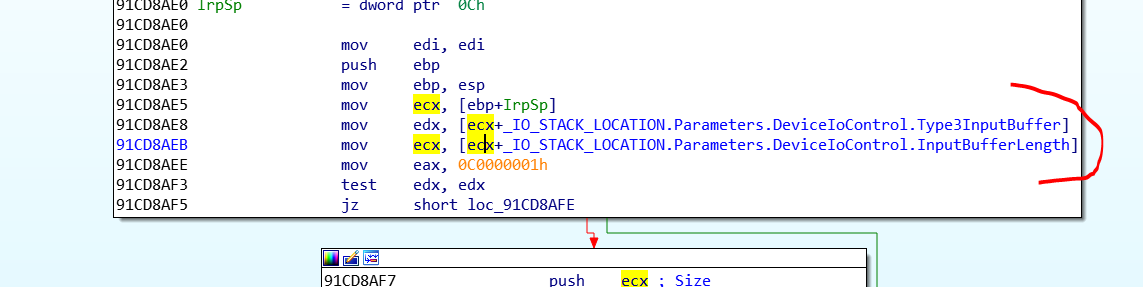 91CD8AE0 IrpSp = dword ptr 0Ch
91CD8AE0
91CD8AE0 mov edi, edi
91CD8AE2 push ebp
91CD8AE3 mov ebp, esp
91CD8AE5 mov ecx, [ebp+IrpSp]
91CD8AE8 mov edx, [ecx+_IO_STACK_LOCATION.Parameters.DeviceIoControl.Type3InputBuffer]
91CD8AEB mov ecx, [ecx+_IO_STACK_LOCATION.Parameters.DeviceIoControl.InputBufferLength]
91CD8AEE mov eax, 0C0000001h
91CD8AF3 test edx, edx
91CD8AF5 jz short loc_91CD8AFE
91CD8AF7 push ecx ; Size